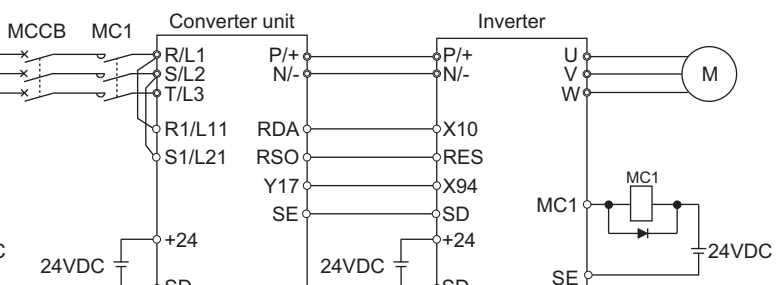 Converter unit
Inverter
MCCB
MC1
R/L1
S/L2
T/L3
R1/L11
S1/L21
P/+
N/-
RDA
RSO
Y17
SE
+24
24VDC
P/+
N/-
X10
RES
X94
SD
+24
24VDC
U
V
W
M
MC1
MC1
24VDC
SE